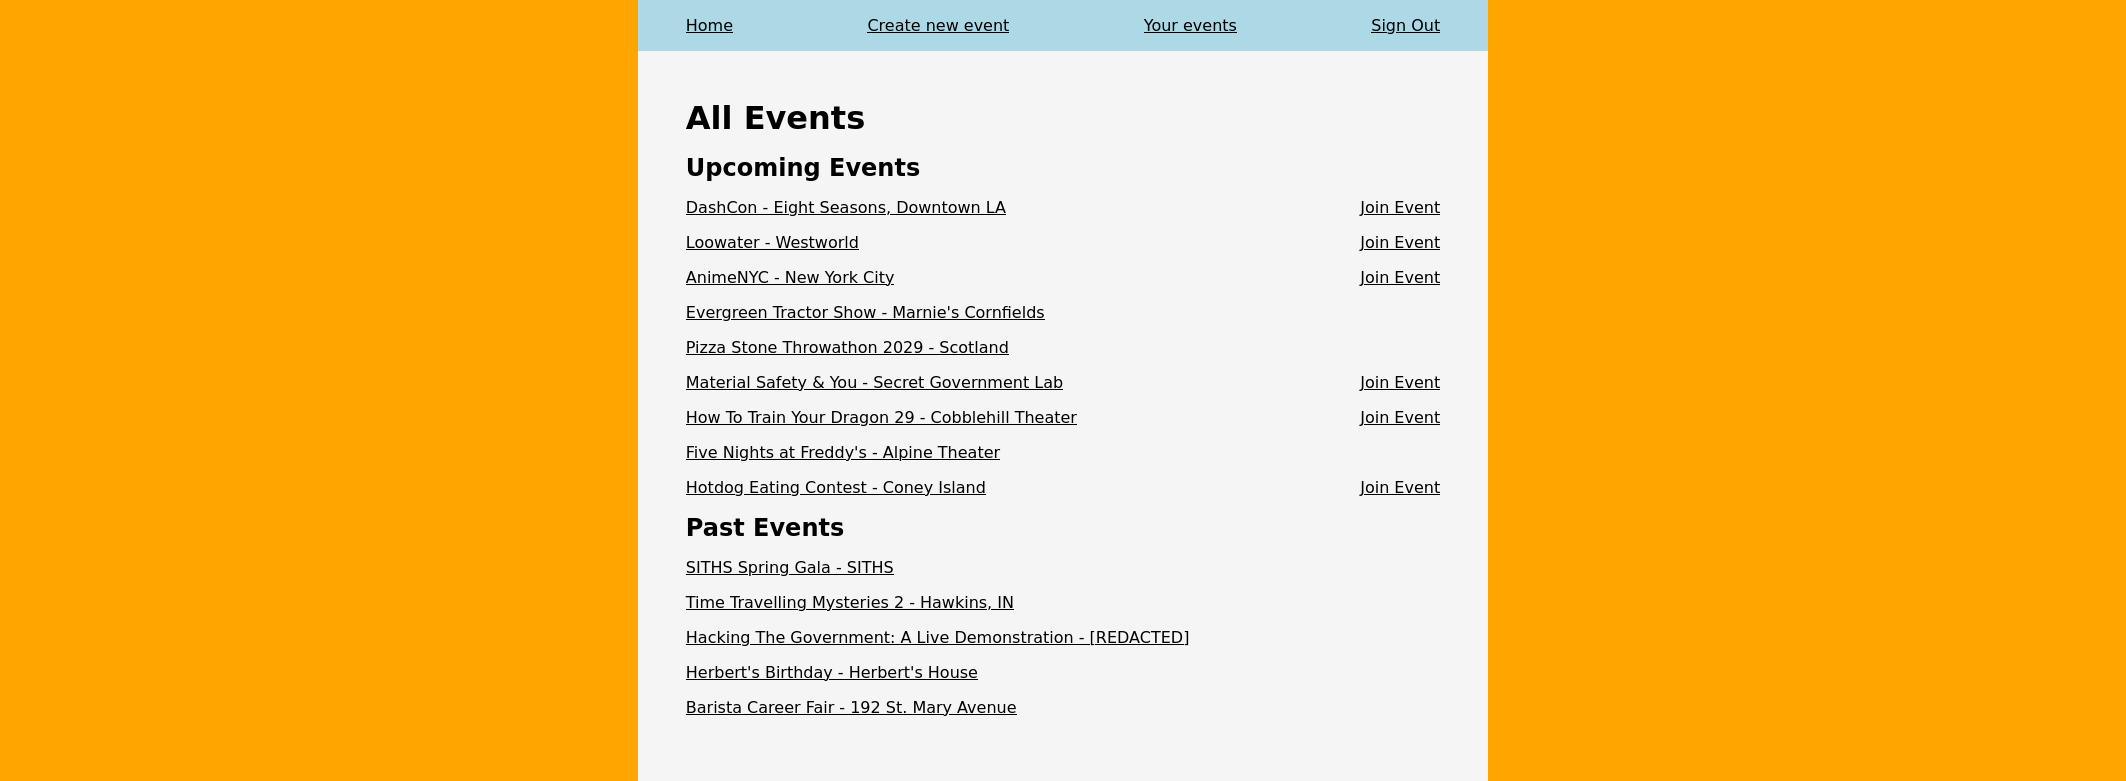 Home Create new event Your events Sign Out
All Events
Upcoming Events
DashCon - Eight Seasons, Downtown LA Join Event
Loowater - Westworld Join Event
AnimeNYC - New York City Join Event
Evergreen Tractor Show - Marnie's Cornfields
Pizza Stone Throwathon 2029 - Scotland
Material Safety & You - Secret Government Lab Join Event
How To Train Your Dragon 29 - Cobblehill Theater Join Event
Five Nights at Freddy's - Alpine Theater
Hotdog Eating Contest - Coney Island Join Event
Past Events
SITHS Spring Gala - SITHS
Time Travelling Mysteries 2 - Hawkins, IN
Hacking The Government: A Live Demonstration - [REDACTED]
Herbert's Birthday - Herbert's House
Barista Career Fair - 192 St. Mary Avenue